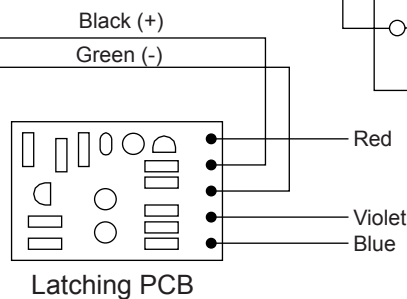 Black (+)
Green (-)
Red
Violet
Blue
Latching PCB